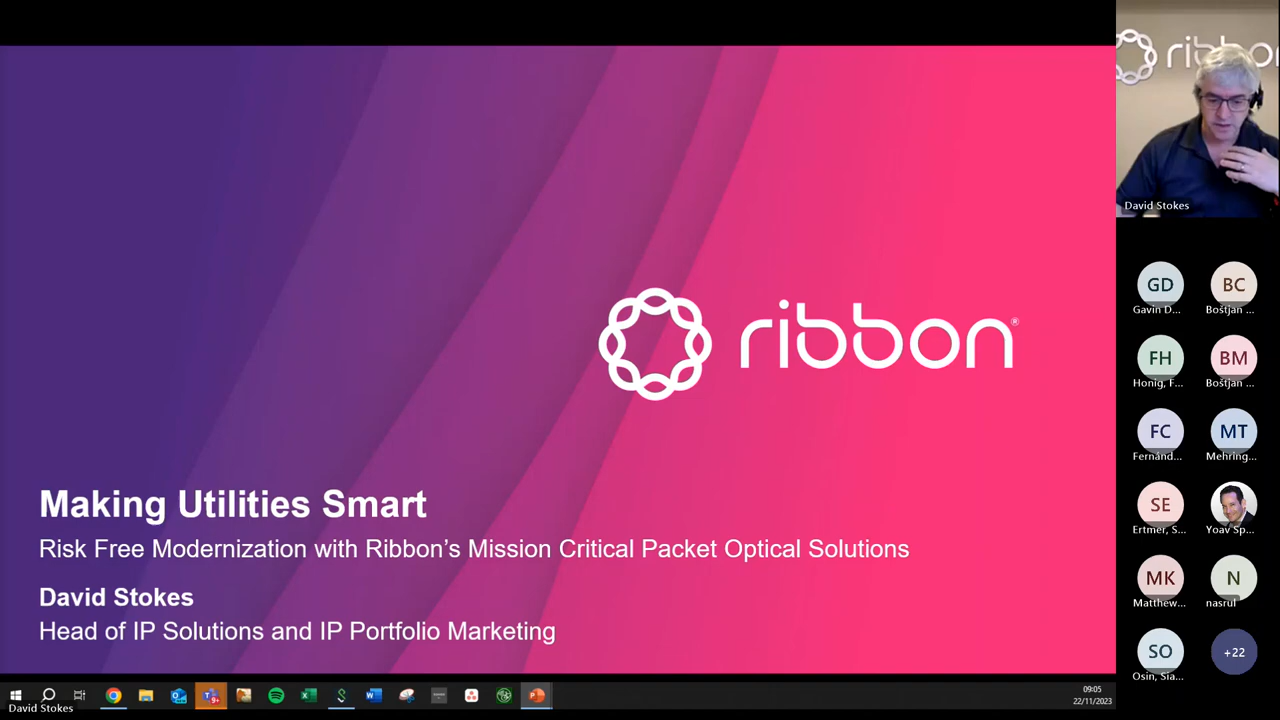 ribbon®
Making Utilities Smart
Risk Free Modernization with Ribbon's Mission Critical Packet Optical Solutions
David Stokes
Head of IP Solutions and IP Portfolio Marketing
David Stokes
09:05
22/11/2023
ribbon
David Stokes
GD
Gavin D...
BC
Boštjan ...
FH
Honig, F...
BM
Boštjan ...
FC
Fernánd...
MT
Mehring...
SE
Ertmer, S...
Yoav Sp...
MK
Matthew...
N
nasrul
SO
Osin, Sia...
+22